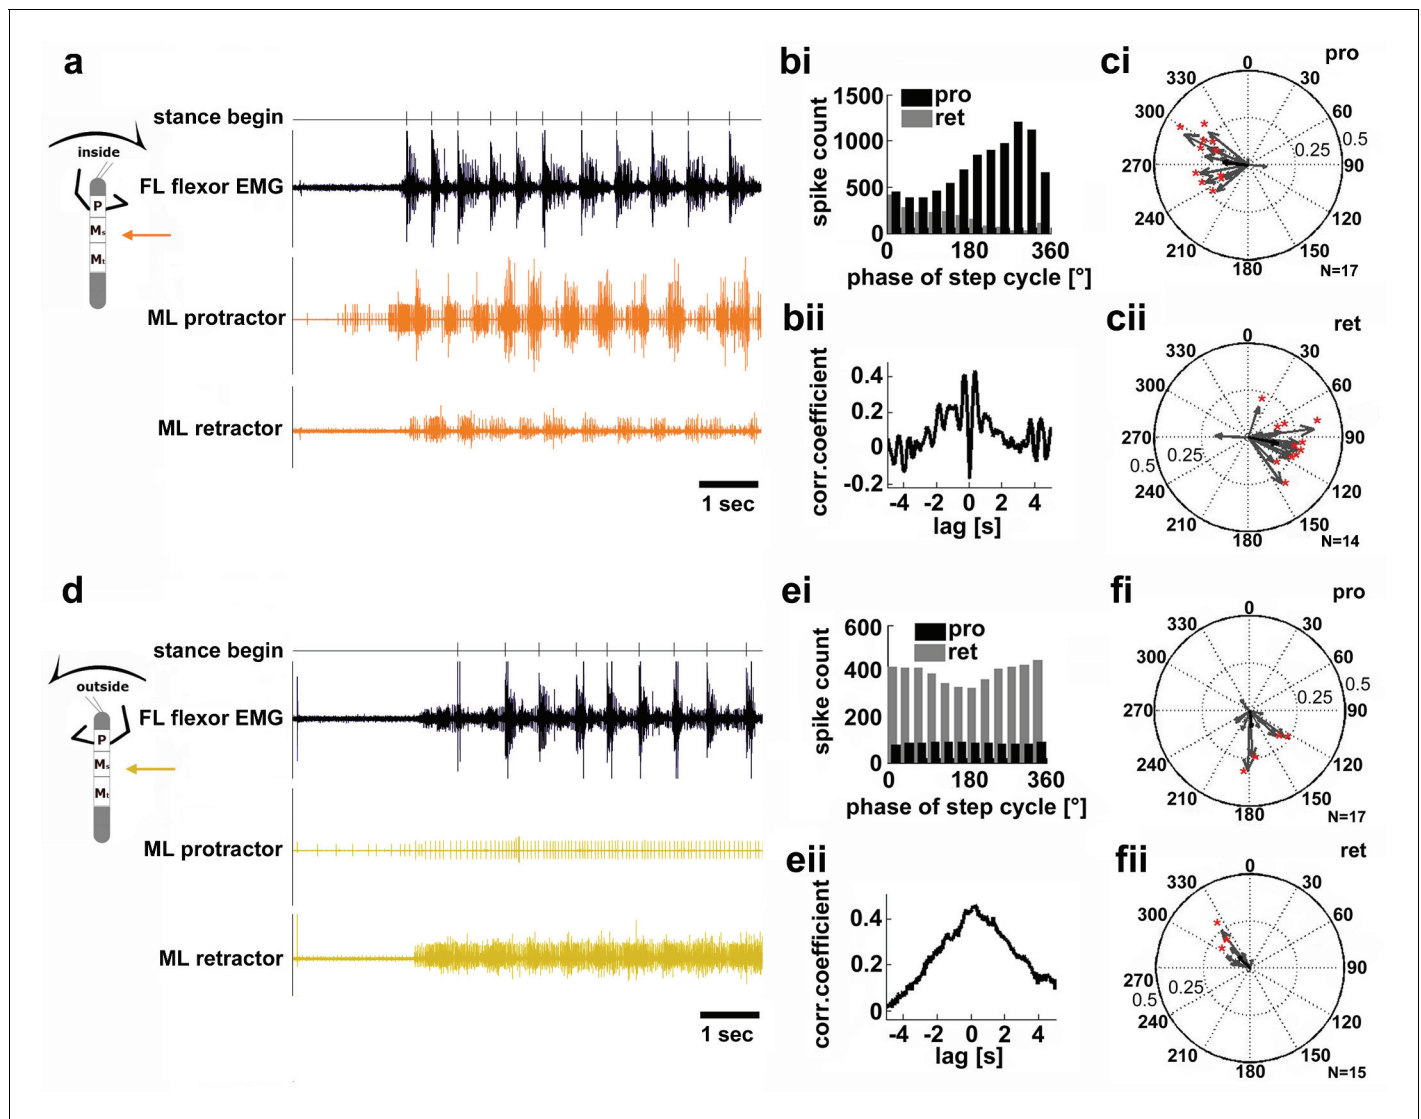 a
stance begin
inside
FL flexor EMG
P
Ms
Mt
ML protractor
ML retractor
1 sec
bi
1500
1000
500
0
spike count
pro
ret
0 180 360
phase of step cycle [°]
bii
0.4
0.2
0
-0.2
corr.coefficient
-4 -2 0 2 4
lag [s]
ci
pro
0
30
60
90
120
150
180
210
240
270
300
330
0.25
0.5
N=17
cii
ret
0
30
60
90
120
150
180
210
240
270
300
330
0.25
0.5
N=14
d
stance begin
outside
FL flexor EMG
P
Ms
Mt
ML protractor
ML retractor
1 sec
ei
600
400
200
0
spike count
pro
ret
0 180 360
phase of step cycle [°]
eii
0.4
0.2
0
corr.coefficient
-4 -2 0 2 4
lag [s]
fi
pro
0
30
60
90
120
150
180
210
240
270
300
330
0.25
0.5
N=17
fii
ret
0
30
60
90
120
150
180
210
240
270
300
330
0.25
0.5
N=15